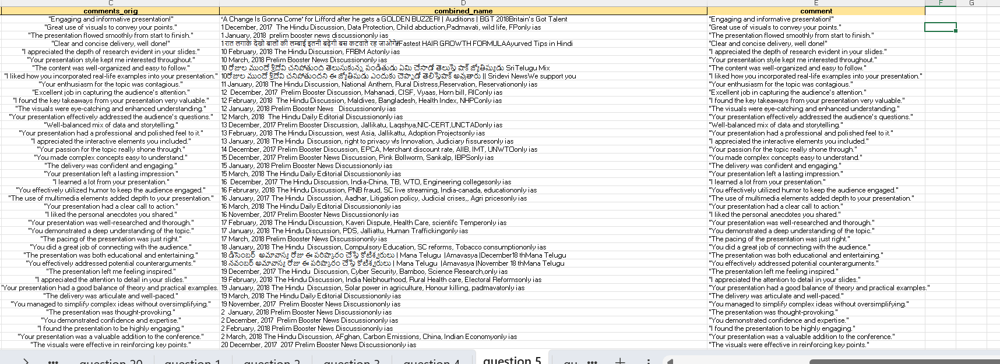 C D E F G
comments_orig combined_name comment
"Engaging and informative presentation!" 'A Change Is Gonna Come' for Lifford after he gets a GOLDEN BUZZER! | Auditions | BGT 2018Britain's Got Talent "Engaging and informative presentation!"
"Great use of visuals to convey your points." 1 December, 2017 The Hindu Discussion, Data Protection, Child abduction,Padmavati, wild life, FPonly ias "Great use of visuals to convey your points."
"The presentation flowed smoothly from start to finish." 1 January, 2018 prelim booster news discussiononly ias "The presentation flowed smoothly from start to finish."
"Clear and concise delivery, well done!" 1 रात लगाके देखो बालों की लम्बाई इतनी बढ़ेगी बस कटवाते रह जाओगे#Fastest HAIR GROWTH FORMULAAyurved Tips in Hindi "Clear and concise delivery, well done!"
"I appreciated the depth of research evident in your slides." 10 February, 2018 The Hindu Discussion, FRBM Actonly ias "I appreciated the depth of research evident in your slides."
"Your presentation style kept me interested throughout." 10 March, 2018 Prelim Booster News Discussiononly ias "Your presentation style kept me interested throughout."
"The content was well-organized and easy to follow." 10 రోజుల ముందే శ్రీదేవి చనిపోతుంది తెలుసుకున్న పండితుడు ఏమి చేసాడో తెలుస్తే షాక్ జ్యోతిష్యుడు SriTelugu Mix "The content was well-organized and easy to follow."
"I liked how you incorporated real-life examples into your presentation." 10రోజుల ముందే శ్రీదేవి చనిపోతుందని ఈ జ్యోతిషుడు ఎందుకు చెప్పాడో తెలిస్తేషాక్ అవుతారు || Sridevi NewsWe support you "I liked how you incorporated real-life examples into your presentation."
"Your enthusiasm for the topic was contagious." 11 January, 2018 The Hindu Discussion, National Anthem, Rural Distress,Reservation, Reservationonly ias "Your enthusiasm for the topic was contagious."
"Excellent job in capturing the audience's attention." 12 December, 2017 Prelim Booster Discussion, Mahanadi, CISF, Vyaas, Horn bill, RIConly ias "Excellent job in capturing the audience's attention."
"I found the key takeaways from your presentation very valuable." 12 February, 2018 The Hindu Discussion, Maldives, Bangladesh, Health Index, NHPConly ias "I found the key takeaways from your presentation very valuable."
"The visuals were eye-catching and enhanced understanding." 12 January, 2018 Prelim Booster News Discussiononly ias "The visuals were eye-catching and enhanced understanding."
"Your presentation effectively addressed the audience's questions." 12 March, 2018 The Hindu Daily Editorial Discussiononly ias "Your presentation effectively addressed the audience's questions."
"Well-balanced mix of data and storytelling." 13 December, 2017 Prelim Booster Discussion, Jallikatu, Laqshya,NIC-CERT,UNCTADonly ias "Well-balanced mix of data and storytelling."
"Your presentation had a professional and polished feel to it." 13 February, 2018 The Hindu Discussion, west Asia, Jallikattu, Adoption Projectsonly ias "Your presentation had a professional and polished feel to it."
"I appreciated the interactive elements you included." 13 January, 2018 The Hindu Discussion, right to privacy v/s Innovation, Judiciary fissuresonly ias "I appreciated the interactive elements you included."
"Your passion for the topic really shone through." 14 December, 2017 Prelim Booster Discussion, EPCA, Merchant discount rate, AIIB, IMT, UNWTOonly ias "Your passion for the topic really shone through."
"You made complex concepts easy to understand." 15 December, 2017 Prelim Booster News Discussion, Pink Bollworm, Sankalp, IBPSonly ias "You made complex concepts easy to understand."
"The delivery was confident and engaging." 15 January, 2018 Prelim Booster News Discussiononly ias "The delivery was confident and engaging."
"Your presentation left a lasting impression." 15 March, 2018 The Hindu Daily Editorial Discussiononly ias "Your presentation left a lasting impression."
"I learned a lot from your presentation." 16 December, 2017 The Hindu Discussion, India-China, TB, WTO, Engineering collegesonly ias "I learned a lot from your presentation."
"You effectively utilized humor to keep the audience engaged." 16 Februrary, 2018 The Hindu Discussion, PNB fraud, SC live streaming, India-canada, educationonly ias "You effectively utilized humor to keep the audience engaged."
"The use of multimedia elements added depth to your presentation." 16 January, 2017 The Hindu Discussion, Aadhar, Litigation policy, Judicial crises,, Agri pricesonly ias "The use of multimedia elements added depth to your presentation."
"Your presentation had a clear call to action." 16 March, 2018 The Hindu Daily Editorial Discussiononly ias "Your presentation had a clear call to action."
"I liked the personal anecdotes you shared." 16 November, 2017 Prelim Booster News Discussiononly ias "I liked the personal anecdotes you shared."
"Your presentation was well-researched and thorough." 17 February, 2018 The Hindu Discussion, Kaveri Dispute, Health Care, scientifc Temperonly ias "Your presentation was well-researched and thorough."
"You demonstrated a deep understanding of the topic." 17 January, 2018 The Hindu Discussion, PDS, Jalliattu, Human Traffickingonly ias "You demonstrated a deep understanding of the topic."
"The pacing of the presentation was just right." 17 March, 2018 Prelim Booster News Discussiononly ias "The pacing of the presentation was just right."
"You did a great job of connecting with the audience." 18 January, 2018 The Hindu Discussion, Compulsory Education, SC reforms, Tobacco consumptiononly ias "You did a great job of connecting with the audience."
"The presentation was both educational and entertaining." 18 డిసెంబర్ అమావాస్య రోజు ఈ పరిష్కారం చేస్తే కోటీశ్వరులు | Mana Telugu |Amavasya |December18 thMana Telugu "The presentation was both educational and entertaining."
"You effectively addressed potential counterarguments." 18 నవంబర్ అమావాస్య రోజు ఈ పరిష్కారం చేస్తే కోటీశ్వరులు | Mana Telugu |Amavasya |November 18 thMana Telugu "You effectively addressed potential counterarguments."
"The presentation left me feeling inspired." 19 December, 2017 The Hindu Discussion, Cyber Security, Bamboo, Science Research,only ias "The presentation left me feeling inspired."
"I appreciated the attention to detail in your slides." 19 February, 2018 The Hindu Discussion, India Neibhourhood, Rural Health care, Electoral Reformsonly ias "I appreciated the attention to detail in your slides."
"Your presentation had a good balance of theory and practical examples. 19 January, 2018 The Hindu Discussion, Solar power in agriculture, Honour killing, padmavatonly ias "Your presentation had a good balance of theory and practical examples."
"The delivery was articulate and well-paced." 19 March, 2018 The Hindu Daily Editorial Discussiononly ias "The delivery was articulate and well-paced."
"You managed to simplify complex ideas without oversimplifying." 19 November, 2017 Prelim Booster News Discussiononly ias "You managed to simplify complex ideas without oversimplifying."
"The presentation was thought-provoking." 2 January, 2018 Prelim Booster News Discussiononly ias "The presentation was thought-provoking."
"You demonstrated confidence and expertise." 2 December, 2017 Prelim Booster News Discussiononly ias "You demonstrated confidence and expertise."
"I found the presentation to be highly engaging." 2 February, 2018 Prelim Booster News Discussiononly ias "I found the presentation to be highly engaging."
"Your presentation was a valuable addition to the conference." 2 March, 2018 The Hindu Discussion, AFghan, Carbon Emissions, China, Indian Economyonly ias "Your presentation was a valuable addition to the conference."
"The visuals were effective in reinforcing key points." 20 December, 2017 2017 Prelim Booster News Discussiononly ias "The visuals were effective in reinforcing key points."
question 20 question 1 question 2 question 3 question 4 question 5 qu